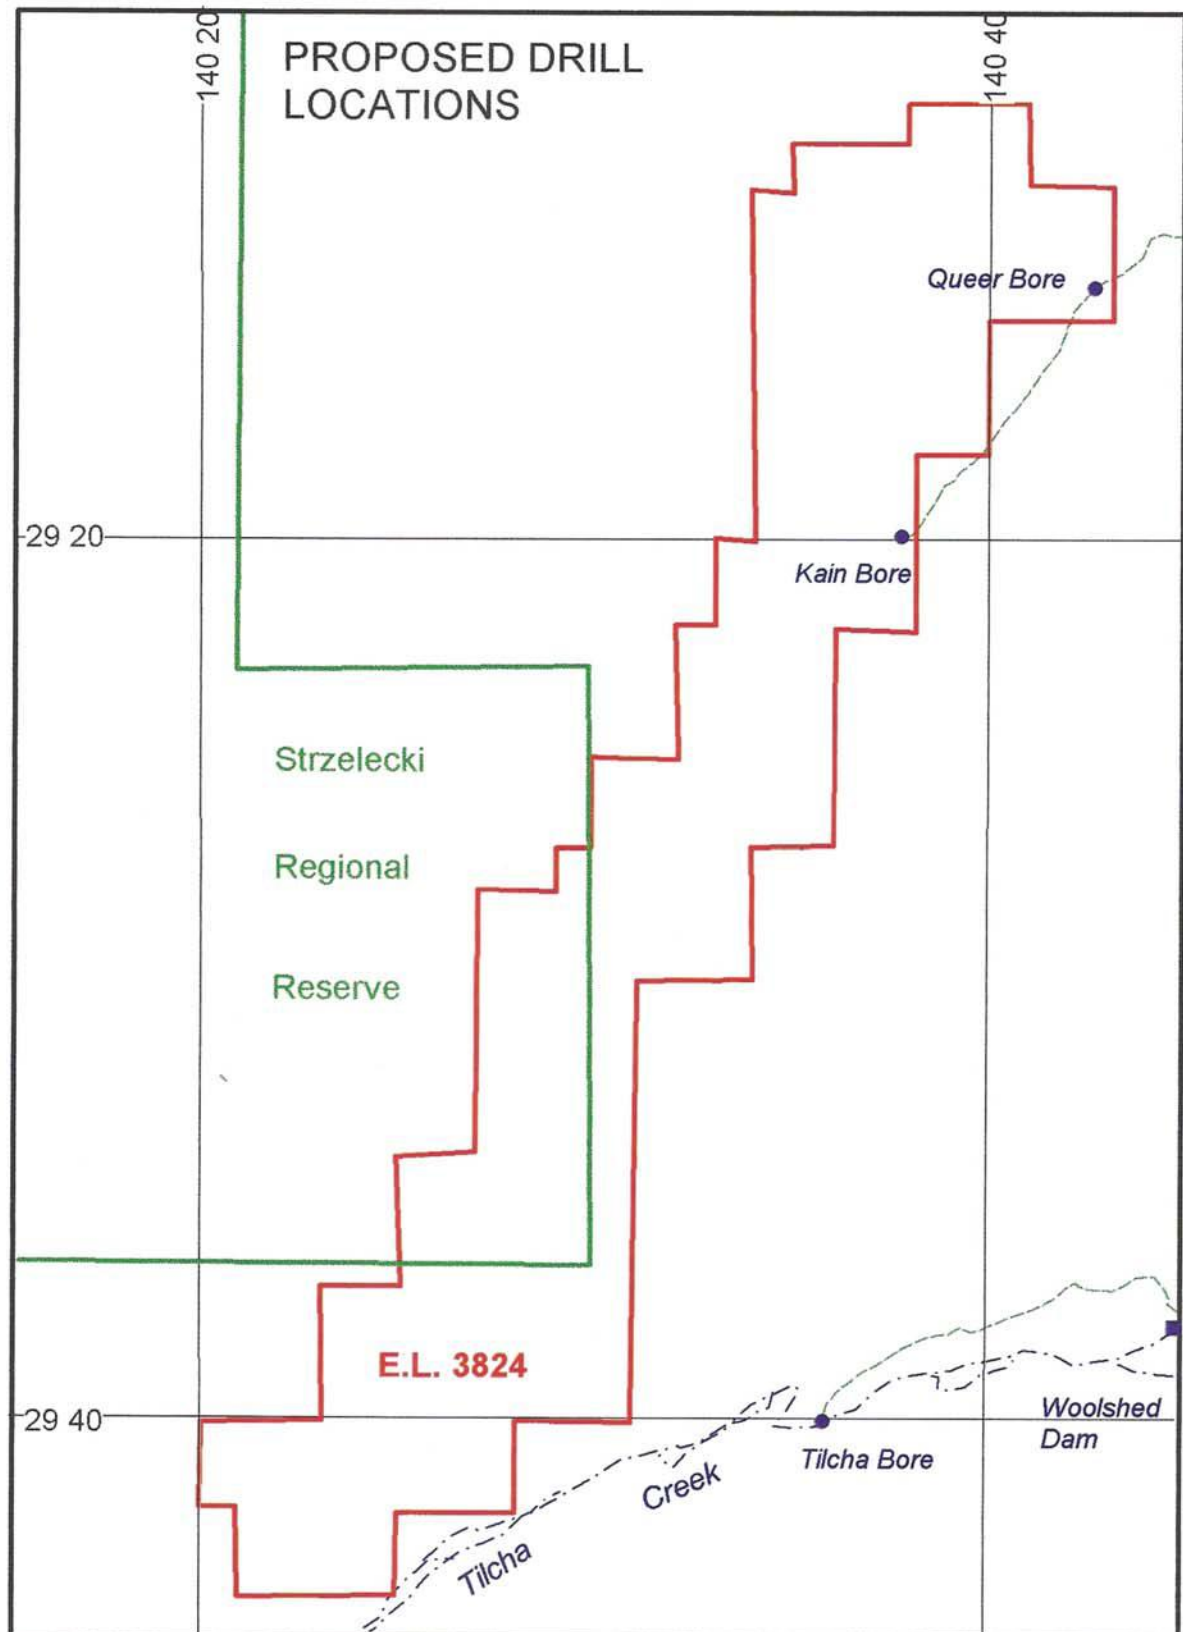 140 20
140 40
PROPOSED DRILL
LOCATIONS
Queer Bore
29 20
Kain Bore
Strzelecki
Regional
Reserve
E.L. 3824
29 40
Woolshed
Dam
Tilcha Bore
Creek
Tilcha